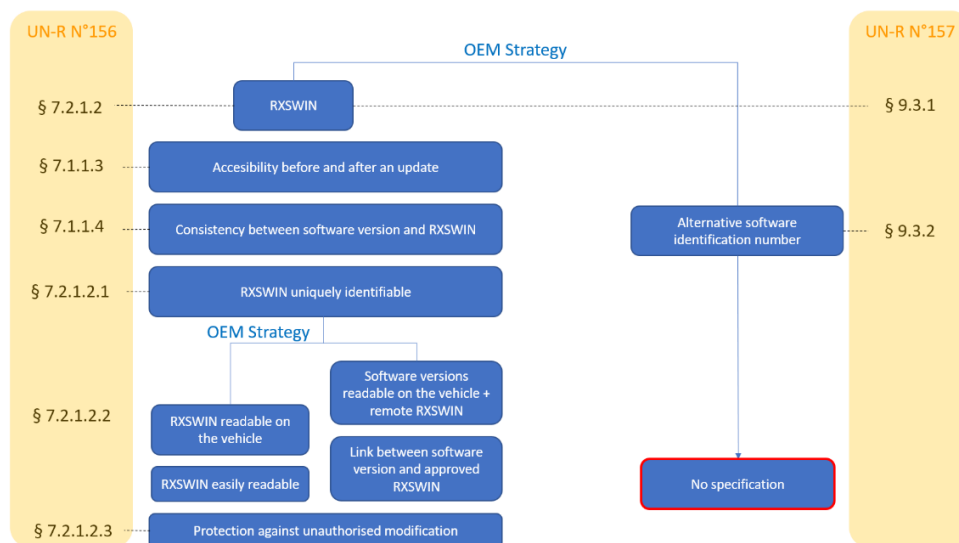 UN-R N°156
UN-R N°157
OEM Strategy
§ 7.2.1.2
RXSWIN
§ 9.3.1
§ 7.1.1.3
Accesibility before and after an update
§ 7.1.1.4
Consistency between software version and RXSWIN
Alternative software
identification number
§ 9.3.2
§ 7.2.1.2.1
RXSWIN uniquely identifiable
OEM Strategy
§ 7.2.1.2.2
RXSWIN readable on
the vehicle
RXSWIN easily readable
Software versions
readable on the vehicle +
remote RXSWIN
Link between software
version and approved
RXSWIN
No specification
§ 7.2.1.2.3
Protection against unauthorised modification